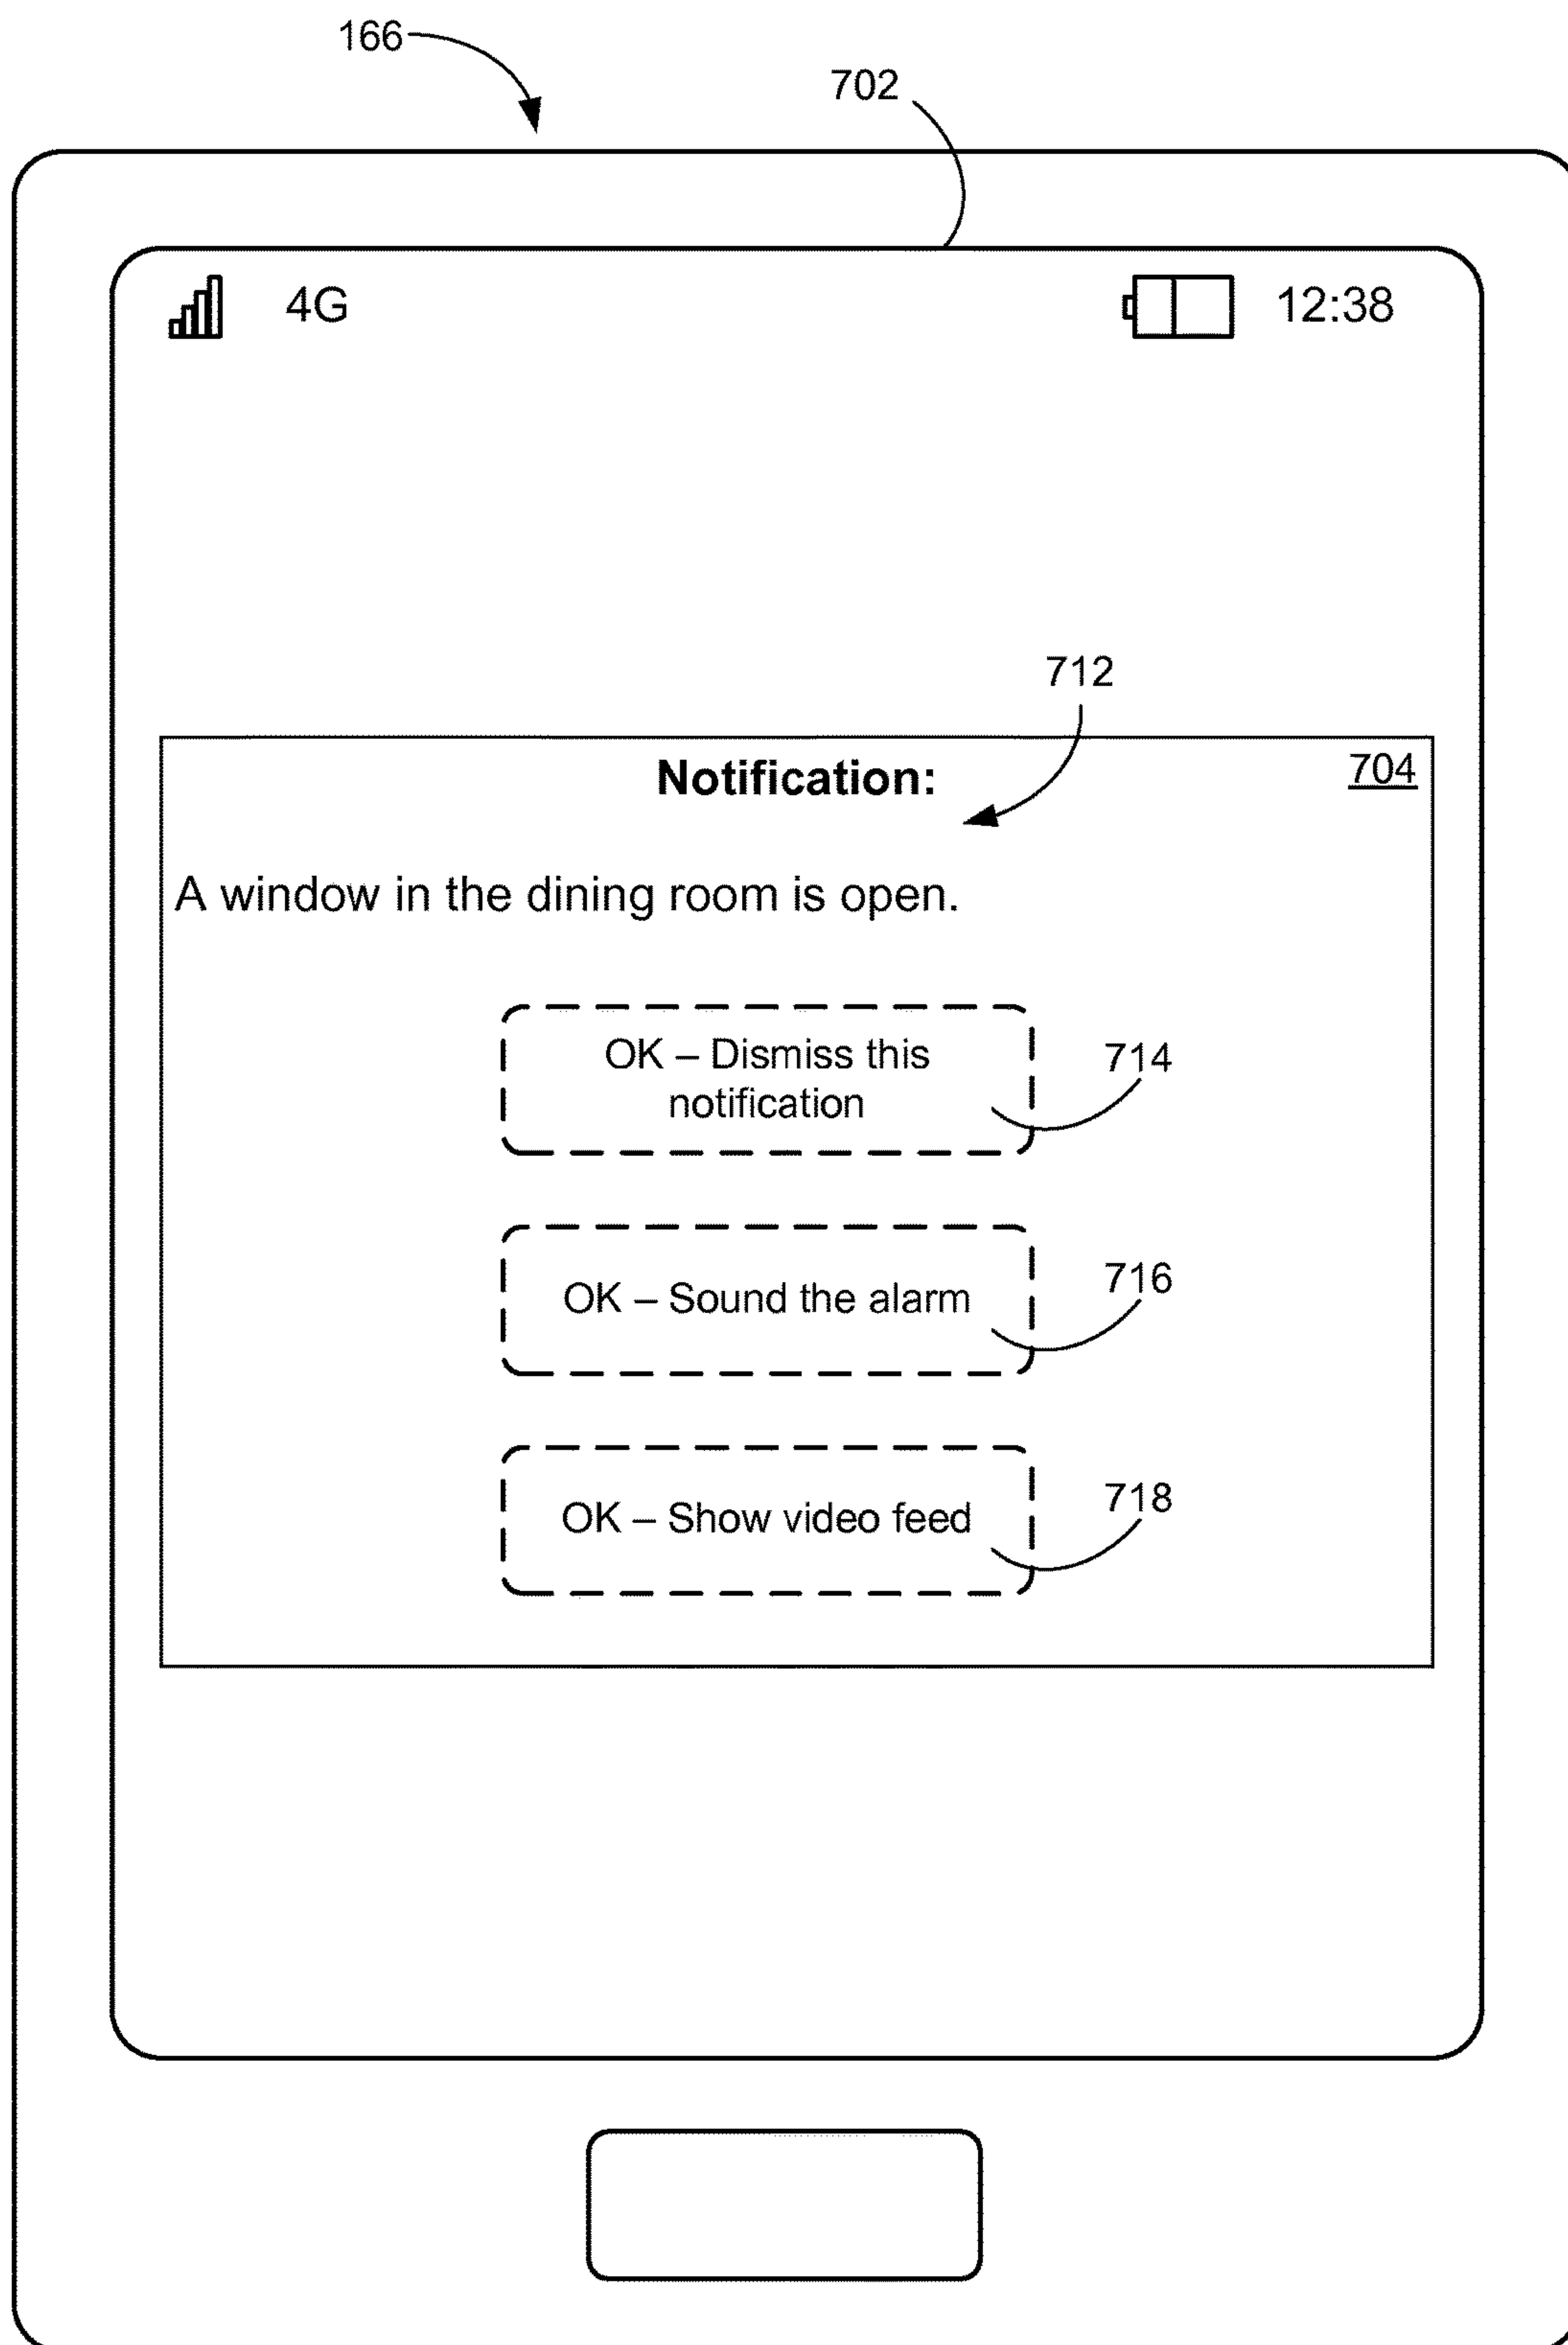 166
702
4G
12:38
712
Notification:
704
A window in the dining room is open.
OK – Dismiss this
notification
714
OK – Sound the alarm
716
OK – Show video feed
718